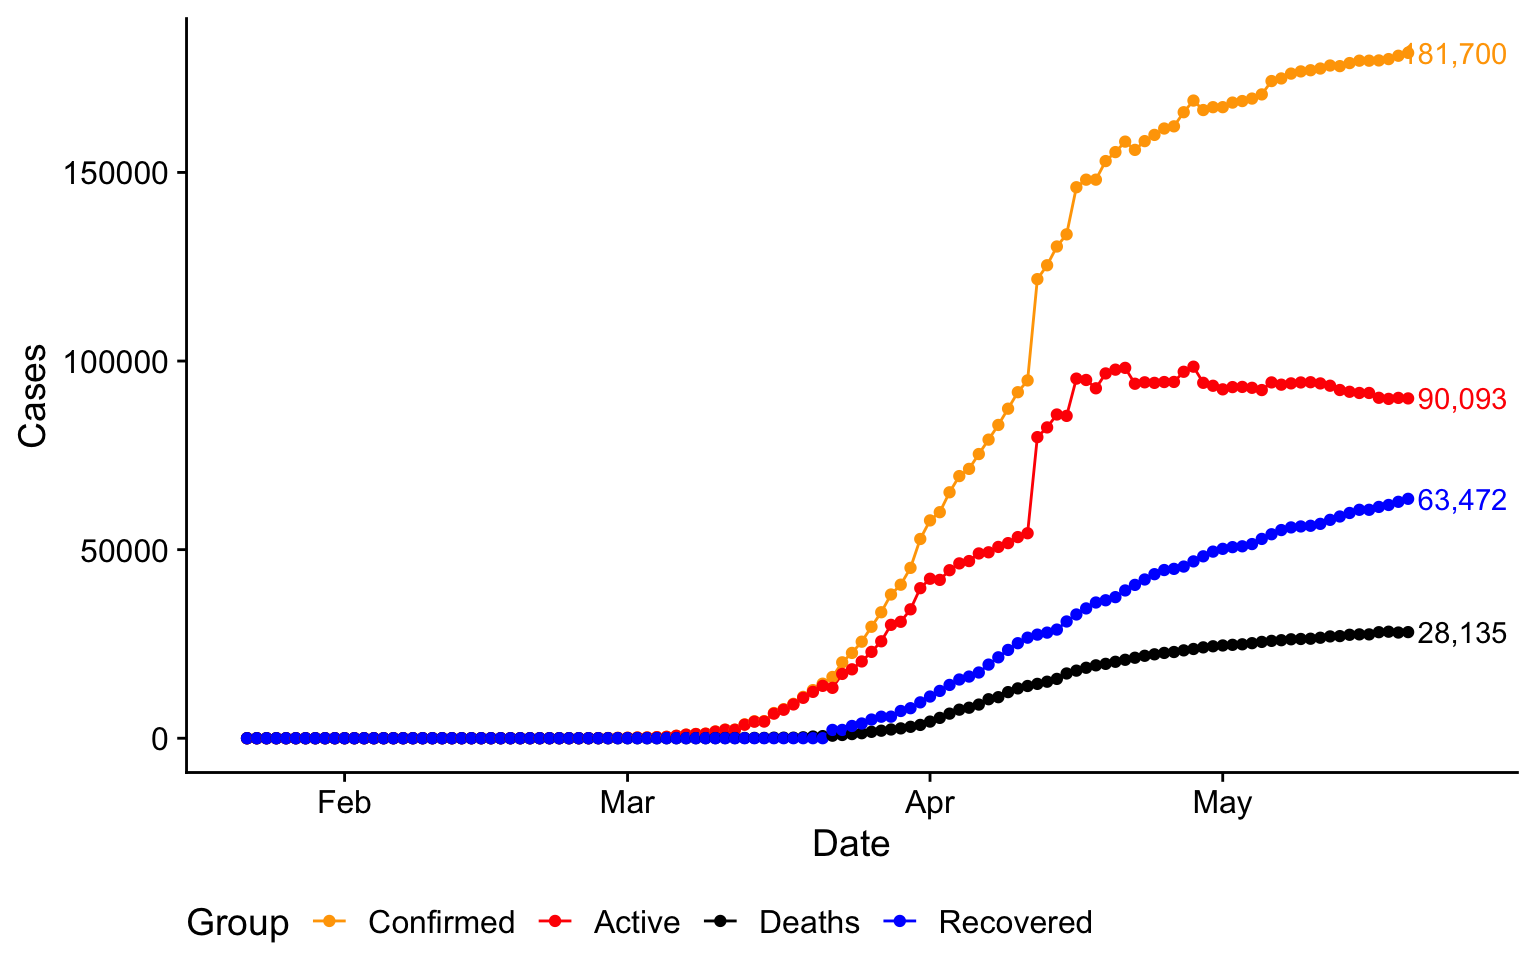 181,700
150000
100000
90,093
63,472
50000
28,135
0
Cases
Feb Mar Apr May
Date
Group Confirmed Active Deaths Recovered